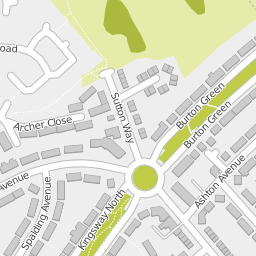 oad
Sutton Way
Archer Close
Burton Green
Burton Green
Avenue
Spalding Avenue
Kingsway North
Ashton Avenue